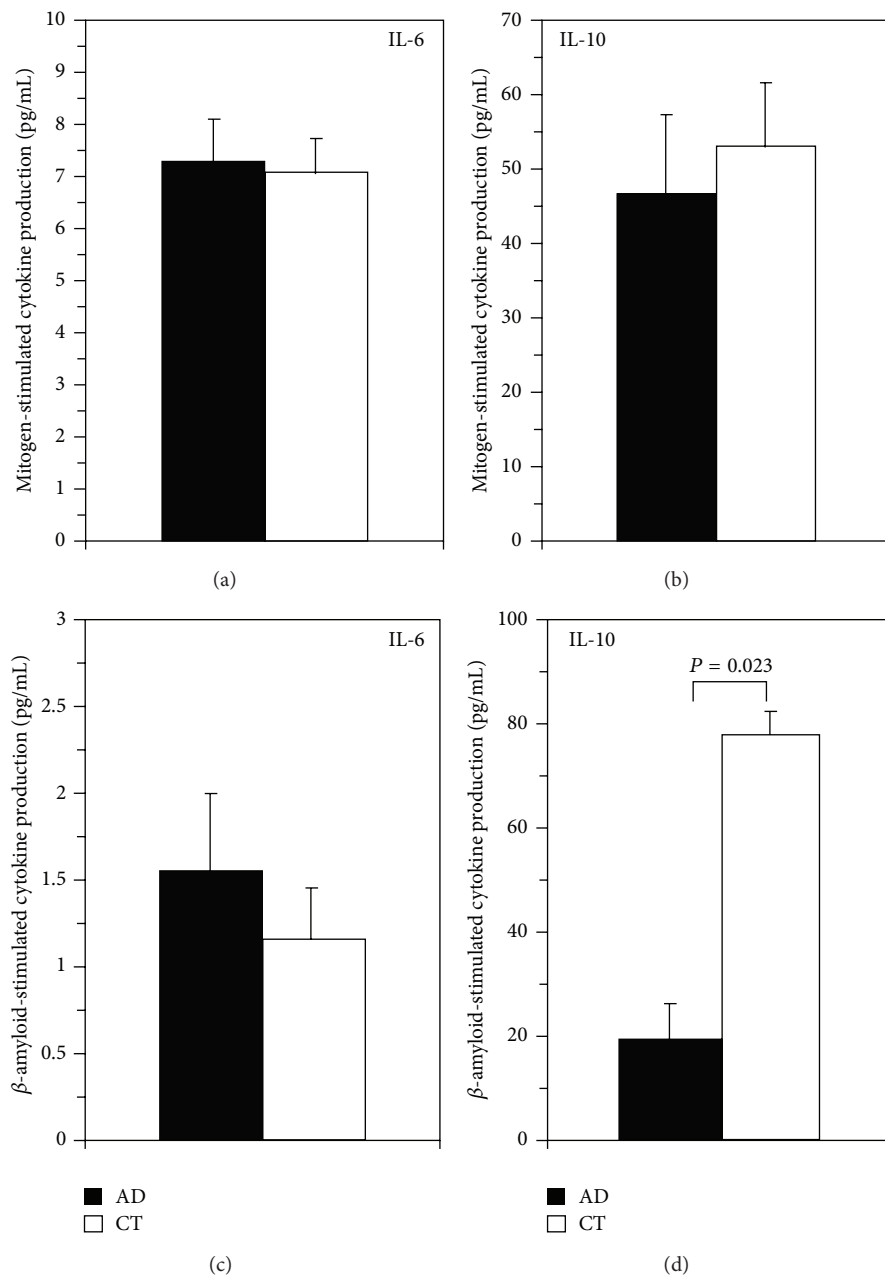 Mitogen-stimulated cytokine production (pg/mL)
10
9
8
7
6
5
4
3
2
1
0
IL-6
(a)
Mitogen-stimulated cytokine production (pg/mL)
70
60
50
40
30
20
10
0
IL-10
(b)
β-amyloid-stimulated cytokine production (pg/mL)
3
2.5
2
1.5
1
0.5
0
IL-6
AD
CT
(c)
β-amyloid-stimulated cytokine production (pg/mL)
100
80
60
40
20
0
IL-10
P = 0.023
AD
CT
(d)